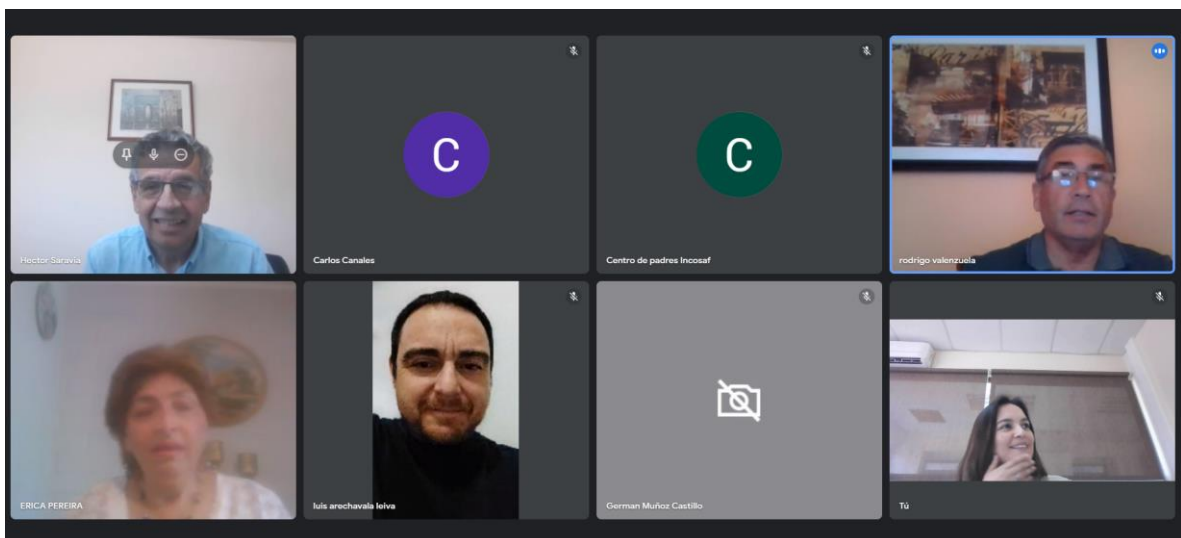 Hector Saravia
C
Carlos Canales
C
Centro de padres Incosaf
rodrigo valenzuela
ERICA PEREIRA
luis arechavala leiva
German Muñoz Castillo
Tú